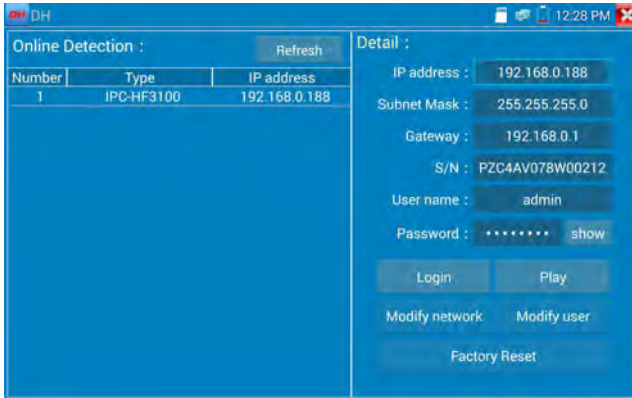 DH DH 12:28 PM
Online Detection : Refresh
Number Type IP address
1 IPC-HF3100 192.168.0.188
Detail :
IP address : 192.168.0.188
Subnet Mask : 255.255.255.0
Gateway : 192.168.0.1
S/N : PZC4AV078W00212
User name : admin
Password : •••••••• show
Login Play
Modify network Modify user
Factory Reset